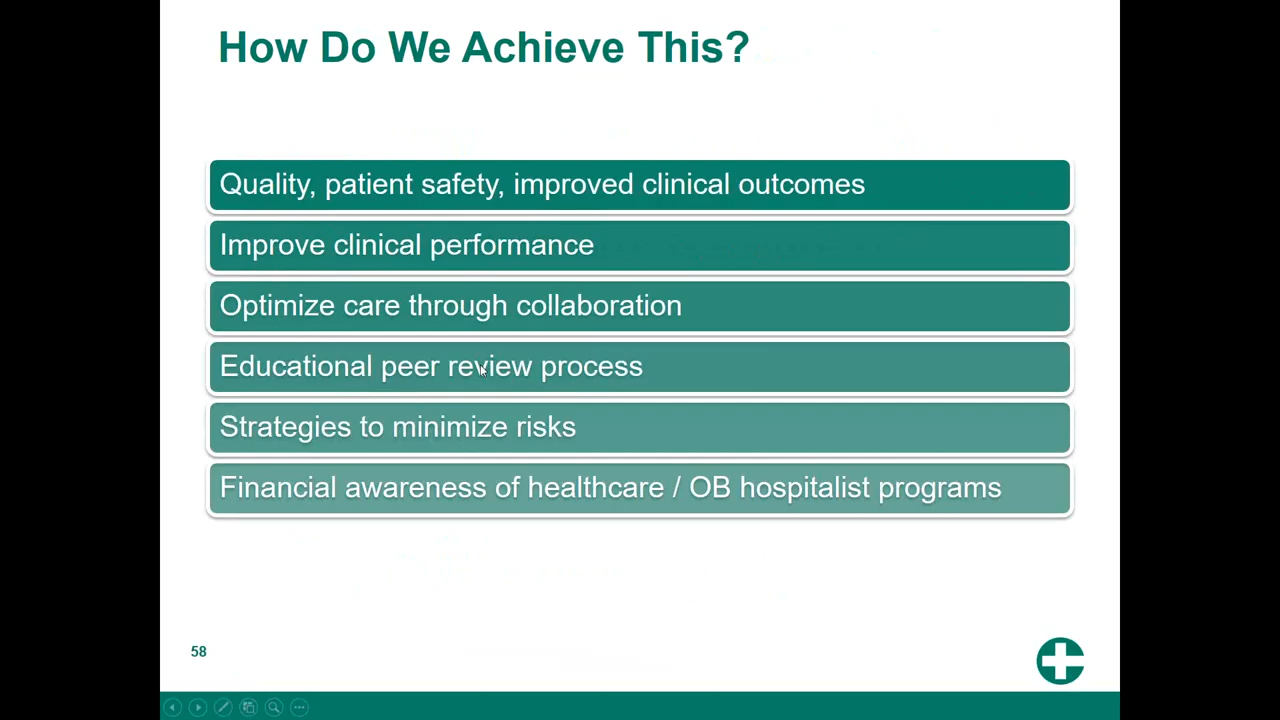 How Do We Achieve This?
Quality, patient safety, improved clinical outcomes
Improve clinical performance
Optimize care through collaboration
Educational peer review process
Strategies to minimize risks
Financial awareness of healthcare / OB hospitalist programs
58